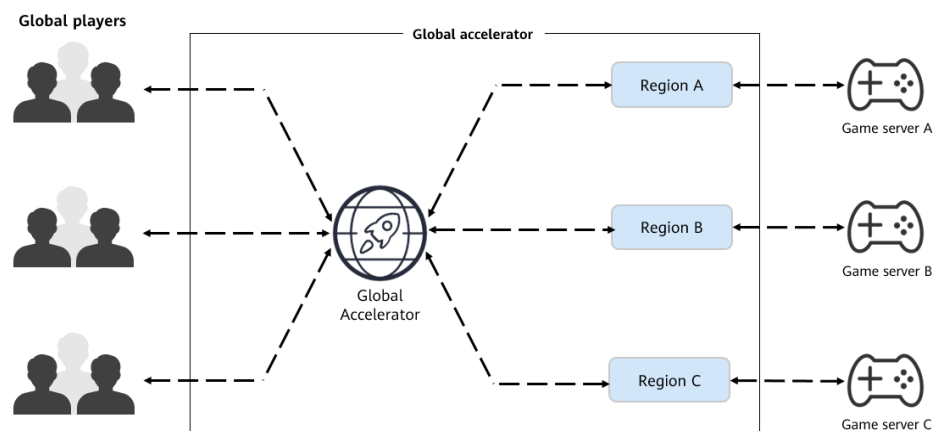 Global players
Global accelerator
Region A
Game server A
Region B
Game server B
Global
Accelerator
Region C
Game server C